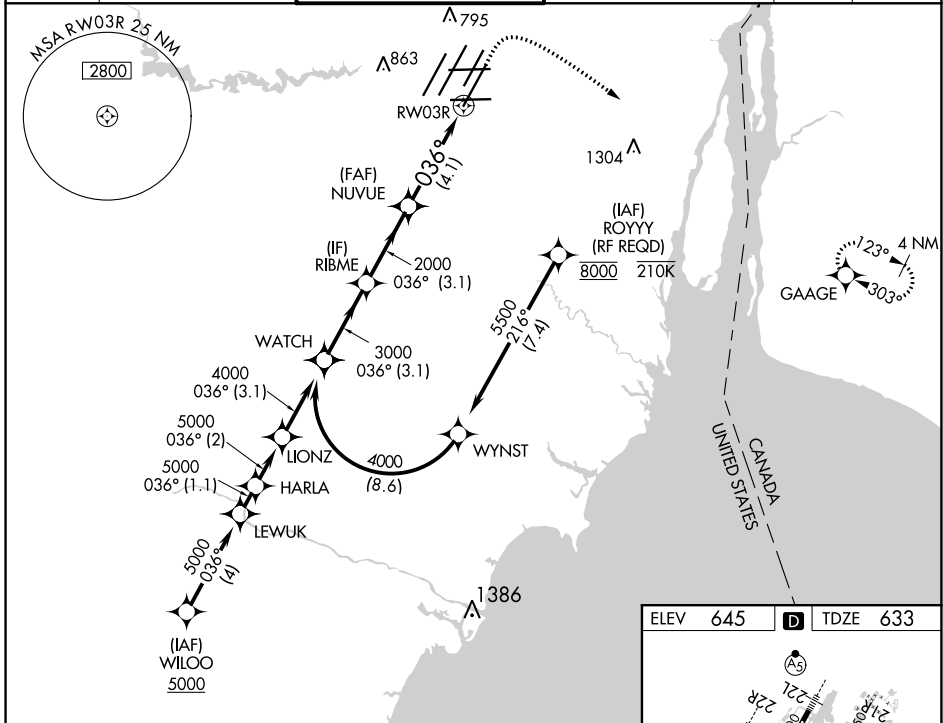 MSA RW03R 25 NM
2800
795
863
RW03R
1304
036°
(4.1)
(FAF)
NUVUE
(IF)
RIBME
2000
036° (3.1)
(IAF)
ROYYY
(RF REQD)
8000 210K
123°
4 NM
303°
GAAGE
5500
216°
(7.4)
WATCH
3000
036° (3.1)
4000
036° (3.1)
5000
036° (2)
LIONZ
4000
(8.6)
WYNST
5000
036° (1.1)
HARLA
LEWUK
CANADA
UNITED STATES
5000
036°
(4)
1386
(IAF)
WILOO
5000
ELEV 645 D TDZE 633
A5
22R
22L
21R